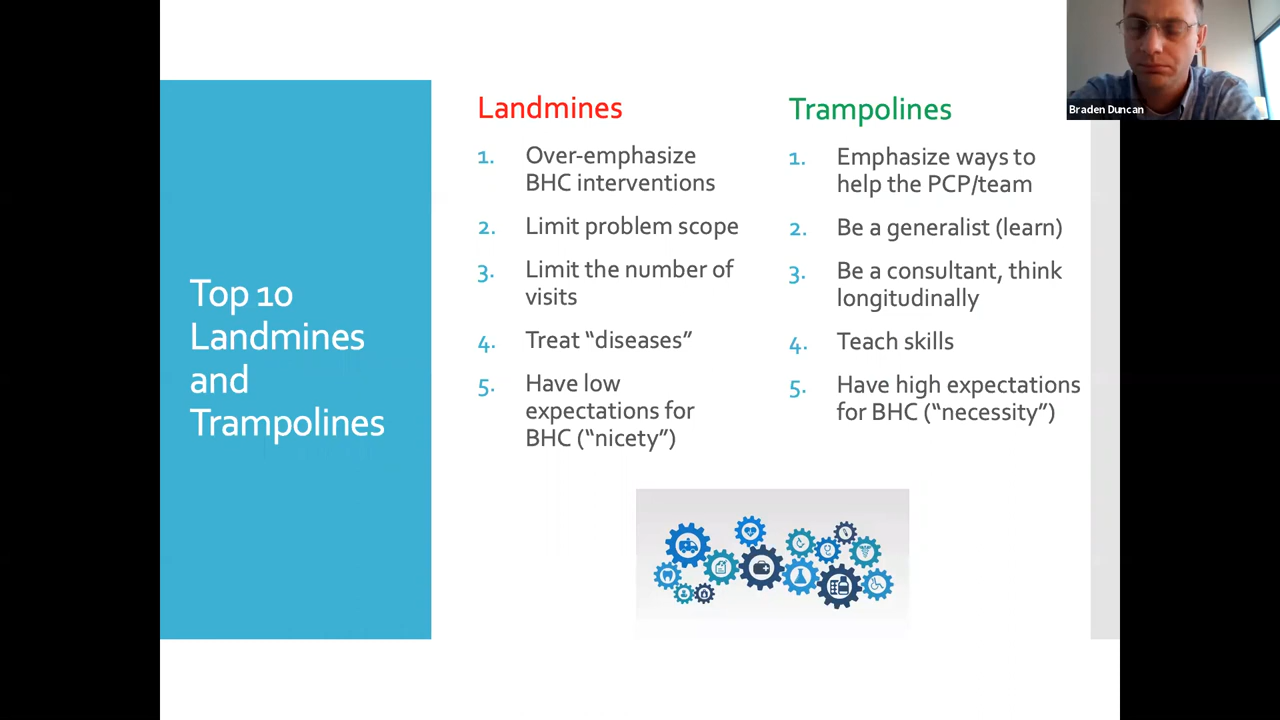 Top 10
Landmines
and
Trampolines
Landmines
1. Over-emphasize
BHC interventions
2. Limit problem scope
3. Limit the number of
visits
4. Treat “diseases”
5. Have low
expectations for
BHC (“nicety”)
Trampolines
1. Emphasize ways to
help the PCP/team
2. Be a generalist (learn)
3. Be a consultant, think
longitudinally
4. Teach skills
5. Have high expectations
for BHC (“necessity”)
Braden Duncan